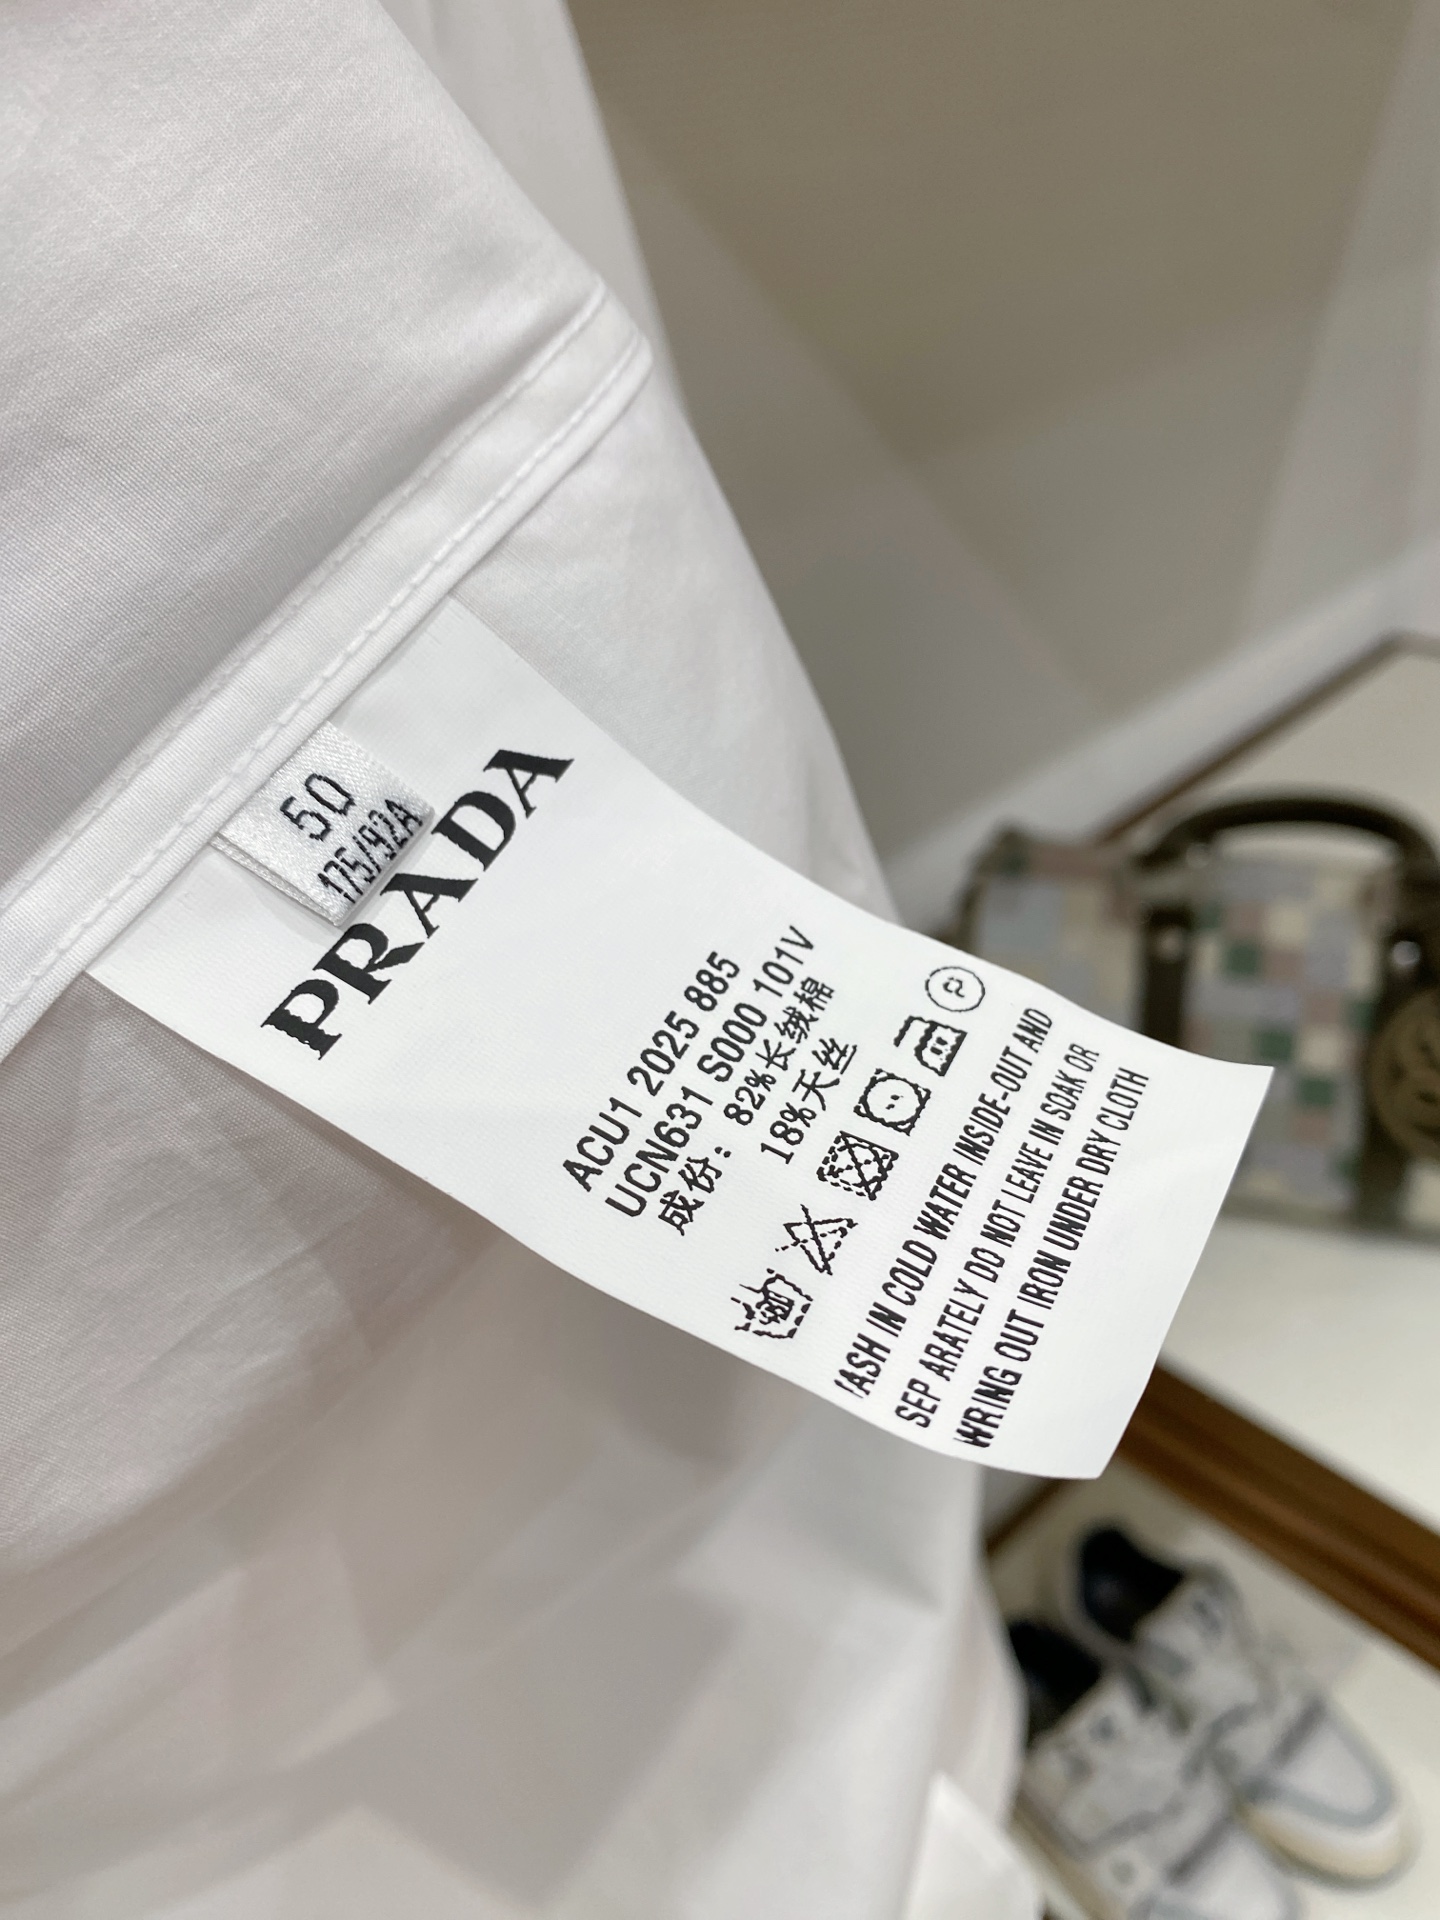 50
175/92A
PRADA
ACU1 2025 885
UCN631 S000 101V
成份: 82%长绒棉
18%天丝
P
ASH IN COLD WATER INSIDE-OUT AND
SEP ARATELY DO NOT LEAVE IN SOAK OR
WRING OUT IRON UNDER DRY CLOTH